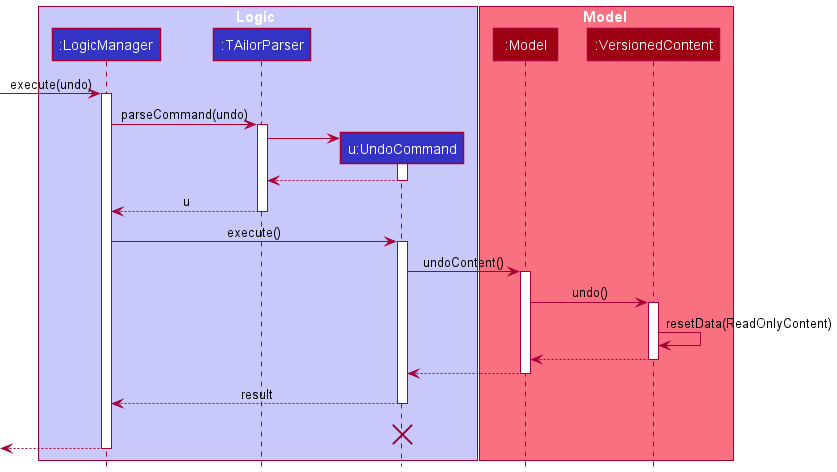 Logic
Model
:LogicManager
:TAilorParser
:Model
:VersionedContent
execute(undo)
parseCommand(undo)
u:UndoCommand
u
execute()
undoContent()
undo()
resetData(ReadOnlyContent)
result